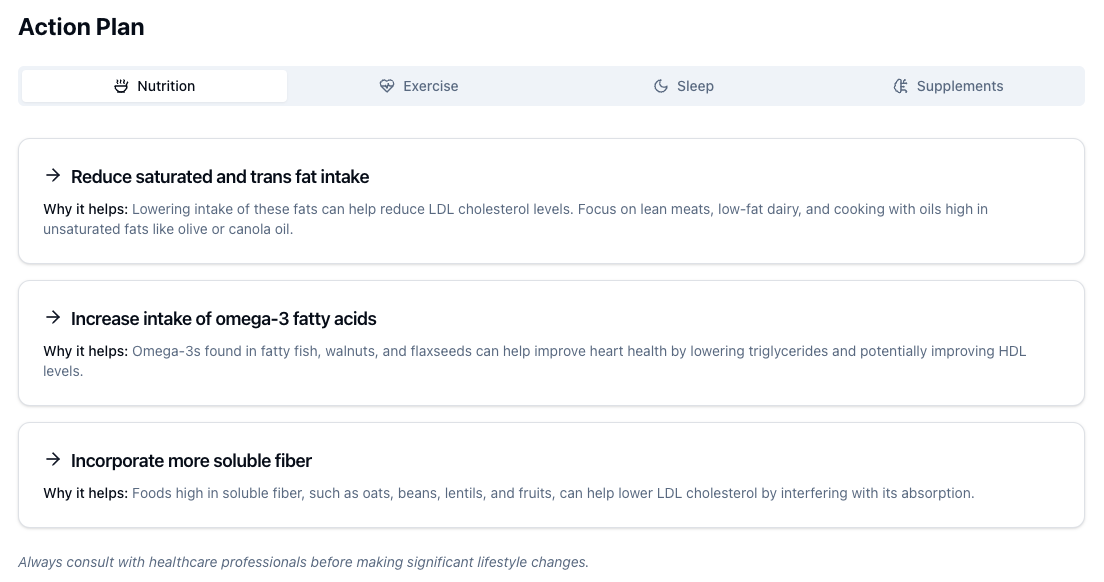 Action Plan
Nutrition
Exercise
Sleep
Supplements
Reduce saturated and trans fat intake
Why it helps: Lowering intake of these fats can help reduce LDL cholesterol levels. Focus on lean meats, low-fat dairy, and cooking with oils high in
unsaturated fats like olive or canola oil.
Increase intake of omega-3 fatty acids
Why it helps: Omega-3s found in fatty fish, walnuts, and flaxseeds can help improve heart health by lowering triglycerides and potentially improving HDL
levels.
Incorporate more soluble fiber
Why it helps: Foods high in soluble fiber, such as oats, beans, lentils, and fruits, can help lower LDL cholesterol by interfering with its absorption.
Always consult with healthcare professionals before making significant lifestyle changes.